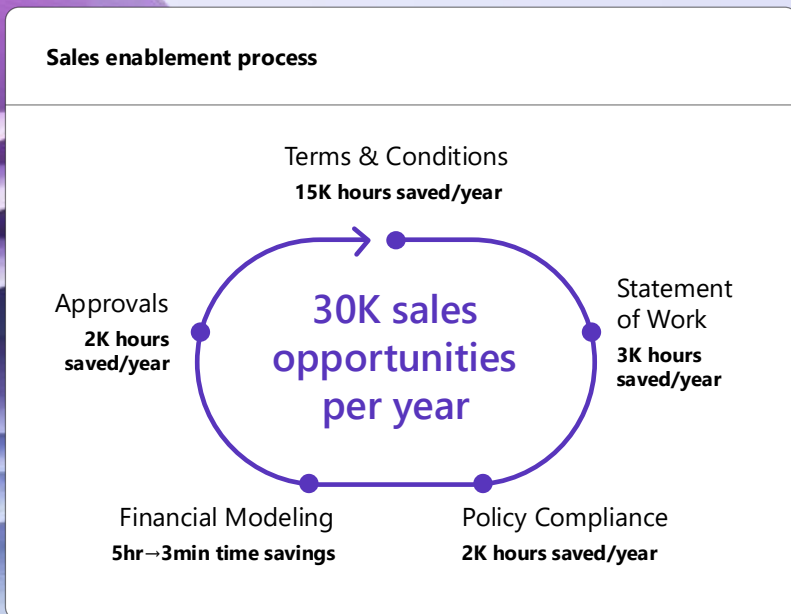 Sales enablement process
Terms & Conditions
15K hours saved/year
Approvals
2K hours
saved/year
30K sales
opportunities
per year
Statement
of Work
3K hours
saved/year
Financial Modeling
5hr→3min time savings
Policy Compliance
2K hours saved/year